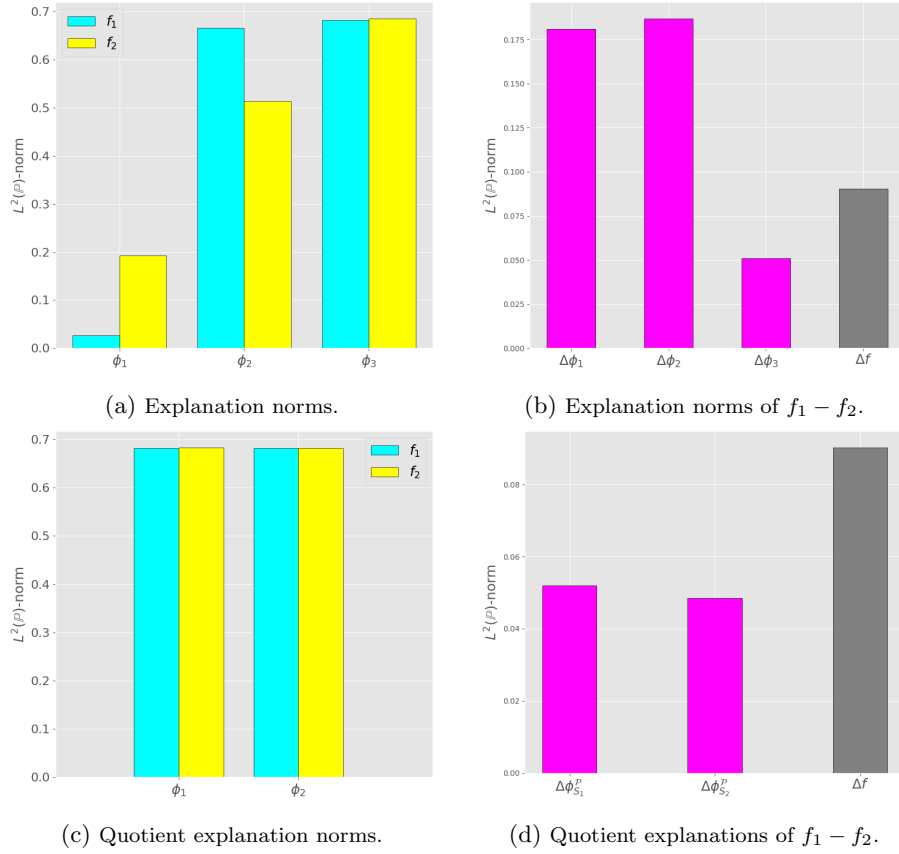 0.7
0.6
0.5
0.4
0.3
0.2
0.1
0.0
L²(ℙ)-norm
f₁
f₂
ϕ₁
ϕ₂
ϕ₃
0.175
0.150
0.125
0.100
0.075
0.050
0.025
0.000
L²(ℙ)-norm
Δϕ₁
Δϕ₂
Δϕ₃
Δf
(a) Explanation norms.
(b) Explanation norms of f₁ − f₂.
0.7
0.6
0.5
0.4
0.3
0.2
0.1
0.0
L²(ℙ)-norm
f₁
f₂
ϕ₁
ϕ₂
0.08
0.06
0.04
0.02
0.00
L²(ℙ)-norm
Δϕ_{S₁}^𝒫
Δϕ_{S₂}^𝒫
Δf
(c) Quotient explanation norms.
(d) Quotient explanations of f₁ − f₂.